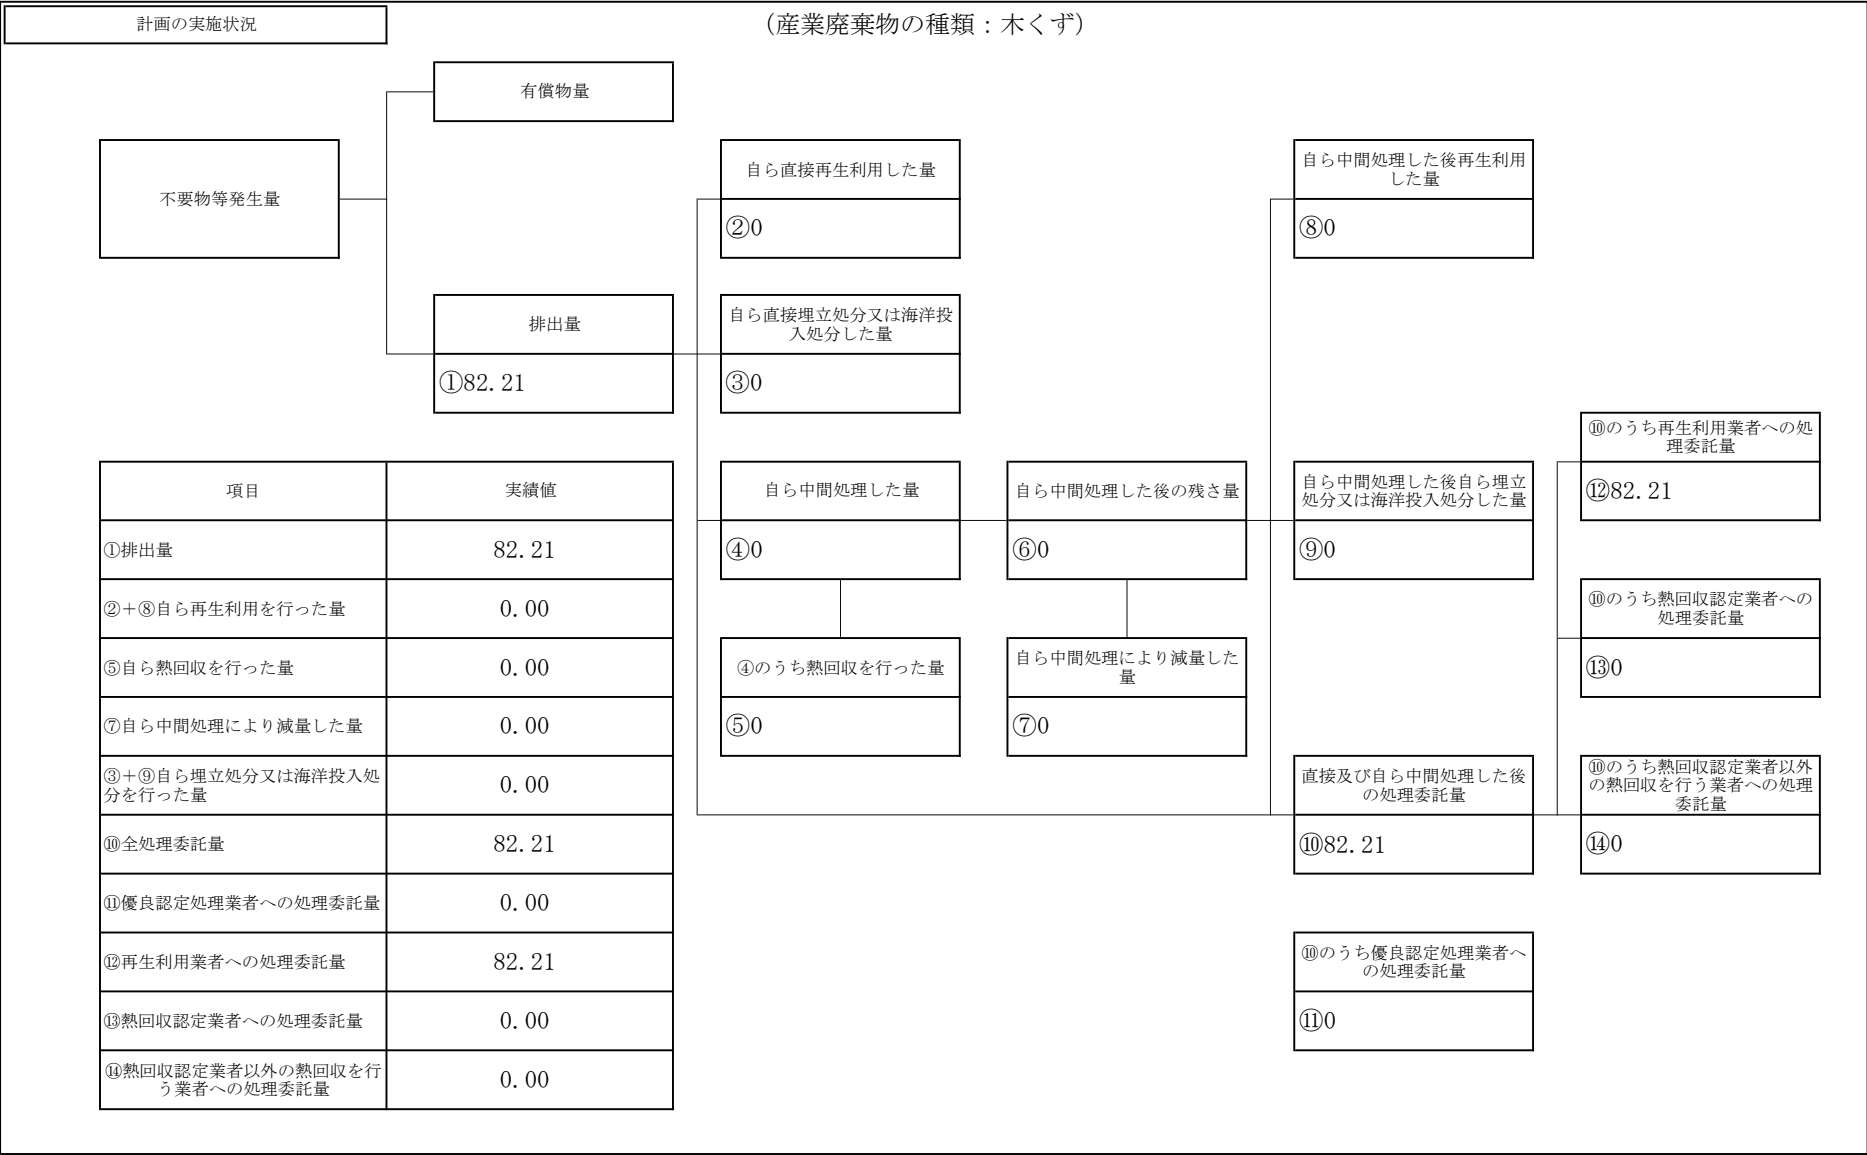 計画の実施状況
（産業廃棄物の種類：木くず）
有償物量
不要物等発生量
自ら直接再生利用した量
②0
自ら中間処理した後再生利用
した量
⑧0
排出量
①82.21
自ら直接埋立処分又は海洋投
入処分した量
③0
⑩のうち再生利用業者への処
理委託量
⑫82.21
自ら中間処理した量
④0
自ら中間処理した後の残さ量
⑥0
自ら中間処理した後自ら埋立
処分又は海洋投入処分した量
⑨0
⑩のうち熱回収認定業者への
処理委託量
⑬0
④のうち熱回収を行った量
⑤0
自ら中間処理により減量した
量
⑦0
直接及び自ら中間処理した後
の処理委託量
⑩82.21
⑩のうち熱回収認定業者以外
の熱回収を行う業者への処理
委託量
⑭0
⑩のうち優良認定処理業者へ
の処理委託量
⑪0
項目 実績値
①排出量 82.21
②＋⑧自ら再生利用を行った量 0.00
⑤自ら熱回収を行った量 0.00
⑦自ら中間処理により減量した量 0.00
③＋⑨自ら埋立処分又は海洋投入処
分を行った量 0.00
⑩全処理委託量 82.21
⑪優良認定処理業者への処理委託量 0.00
⑫再生利用業者への処理委託量 82.21
⑬熱回収認定業者への処理委託量 0.00
⑭熱回収認定業者以外の熱回収を行
う業者への処理委託量 0.00